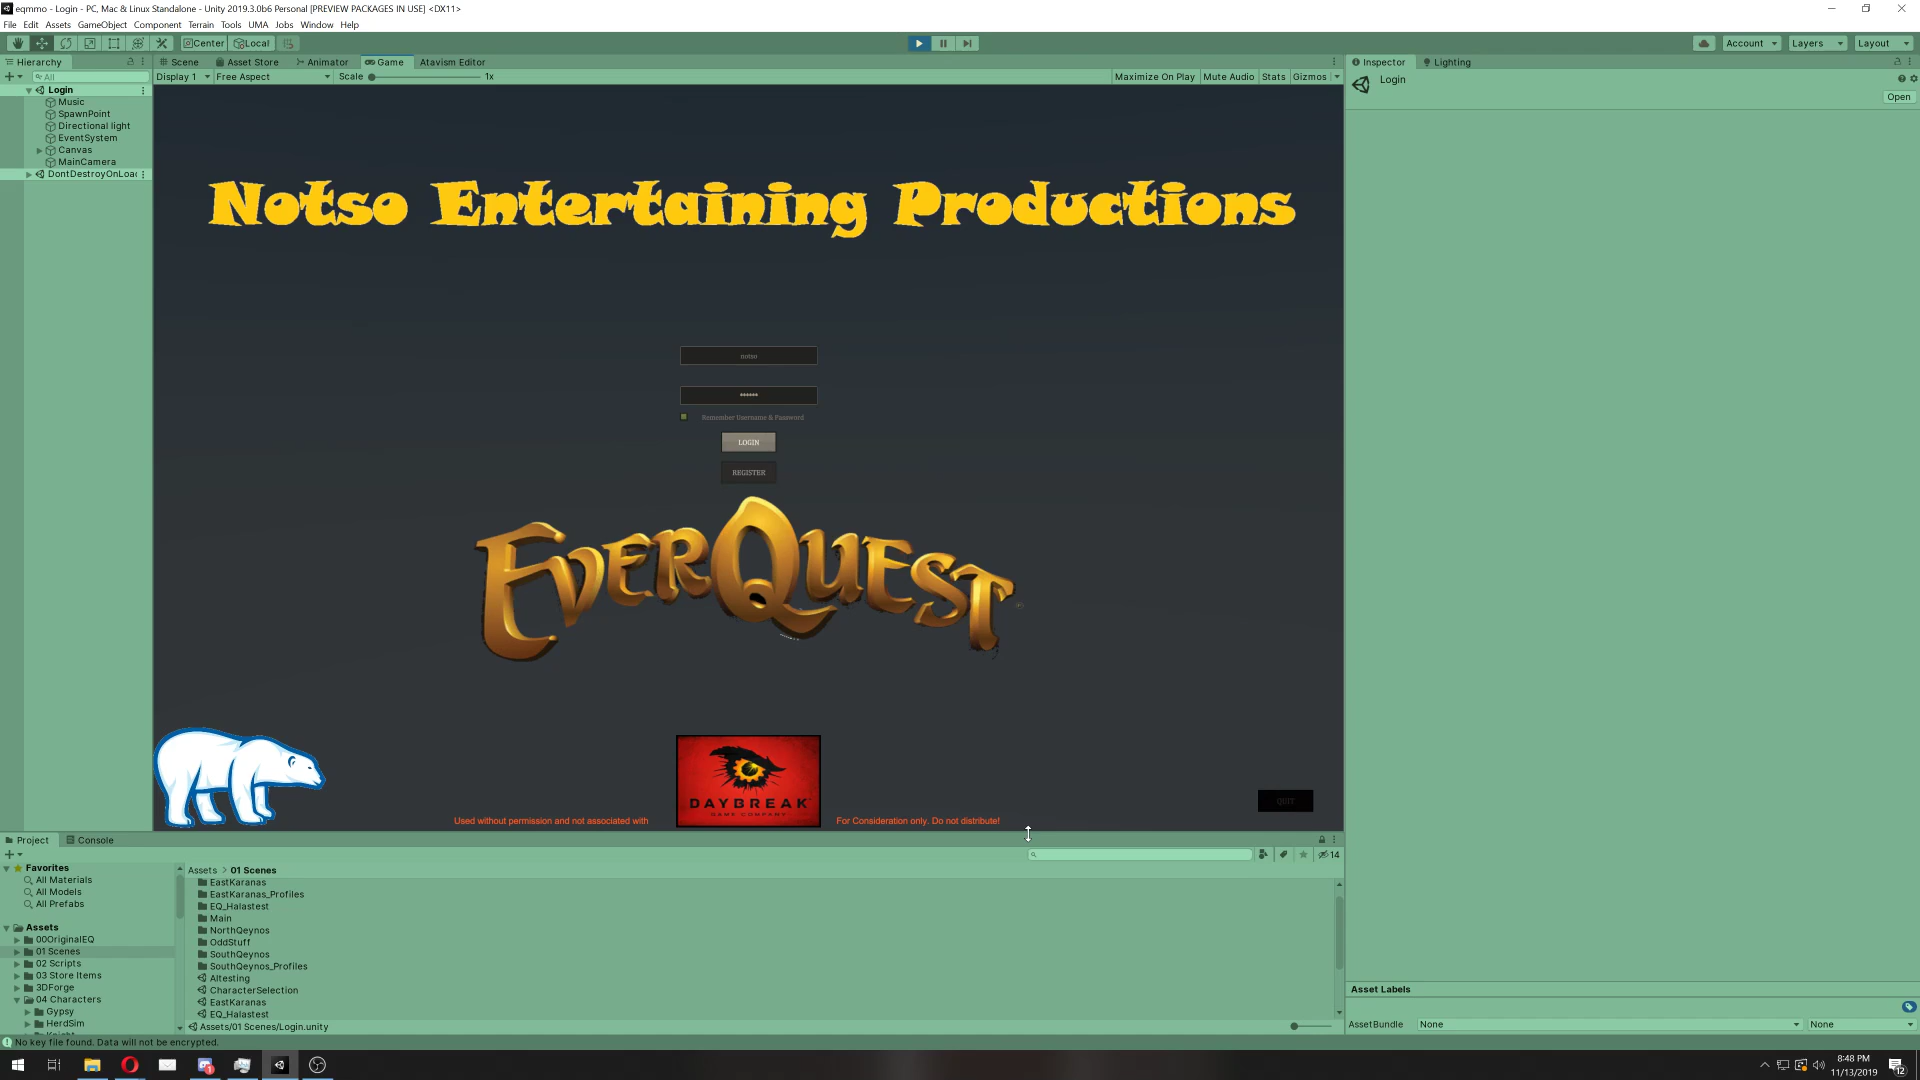 eqmmo - Login - PC, Mac & Linux Standalone - Unity 2019.3.0b6 Personal [PREVIEW PACKAGES IN USE] <DX11>
File Edit Assets GameObject Component Terrain Tools UMA Jobs Window Help
Center Local Account Layers Layout
Hierarchy Scene Asset Store Animator Game Atavism Editor Inspector Lighting
All Display 1 Free Aspect Scale 1x Maximize On Play Mute Audio Stats Gizmos
Login
Open
Login
Music
SpawnPoint
Directional light
EventSystem
Canvas
MainCamera
DontDestroyOnLoad
Notso Entertaining Productions
notso
******
Remember Username & Password
LOGIN
REGISTER
EVERQUEST
DAYBREAK
GAME COMPANY
QUIT
Used without permission and not associated with
For Consideration only. Do not distribute!
Project Console
14
Favorites
All Materials
All Models
All Prefabs
Assets
00OriginalEQ
01 Scenes
02 Scripts
03 Store Items
3DForge
04 Characters
Gypsy
HerdSim
Knight
Assets > 01 Scenes
EastKaranas
EastKaranas_Profiles
EQ_Halastest
Main
NorthQeynos
OddStuff
SouthQeynos
SouthQeynos_Profiles
AItesting
CharacterSelection
EastKaranas
EQ_Halastest
Assets/01 Scenes/Login.unity
Asset Labels
AssetBundle None None
No key file found. Data will not be encrypted.
8:48 PM
11/13/2019
12